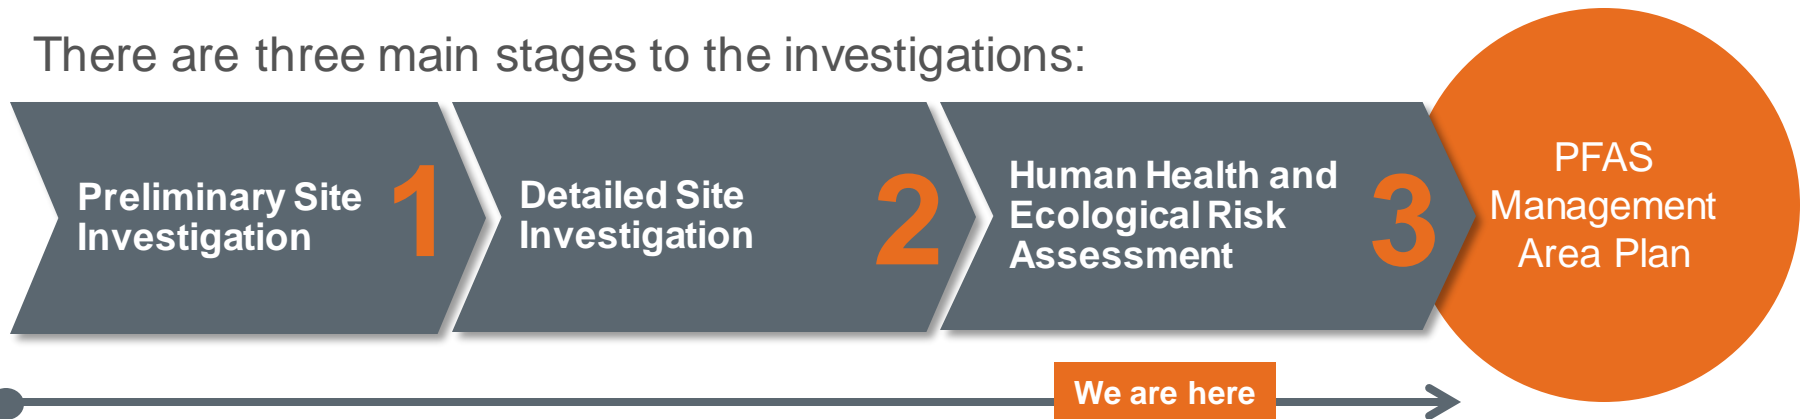 There are three main stages to the investigations:
Preliminary Site
Investigation
1
Detailed Site
Investigation
2
Human Health and
Ecological Risk
Assessment
3
PFAS
Management
Area Plan
We are here